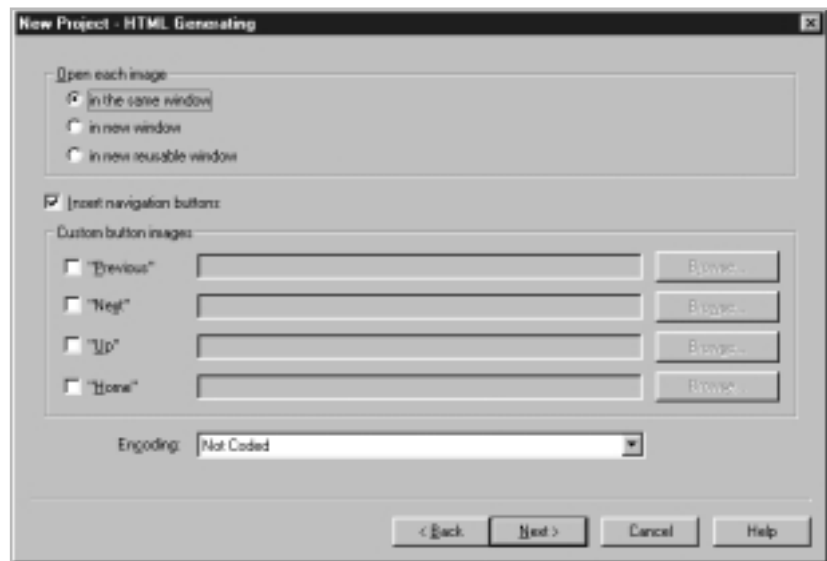 New Project - HTML Generating
Open each image
in the same window
in new window
in new reusable window
Insert navigation buttons
Custom button images
"Previous" Browse...
"Next" Browse...
"Up" Browse...
"Home" Browse...
Encoding: Not Coded
< Back Next > Cancel Help